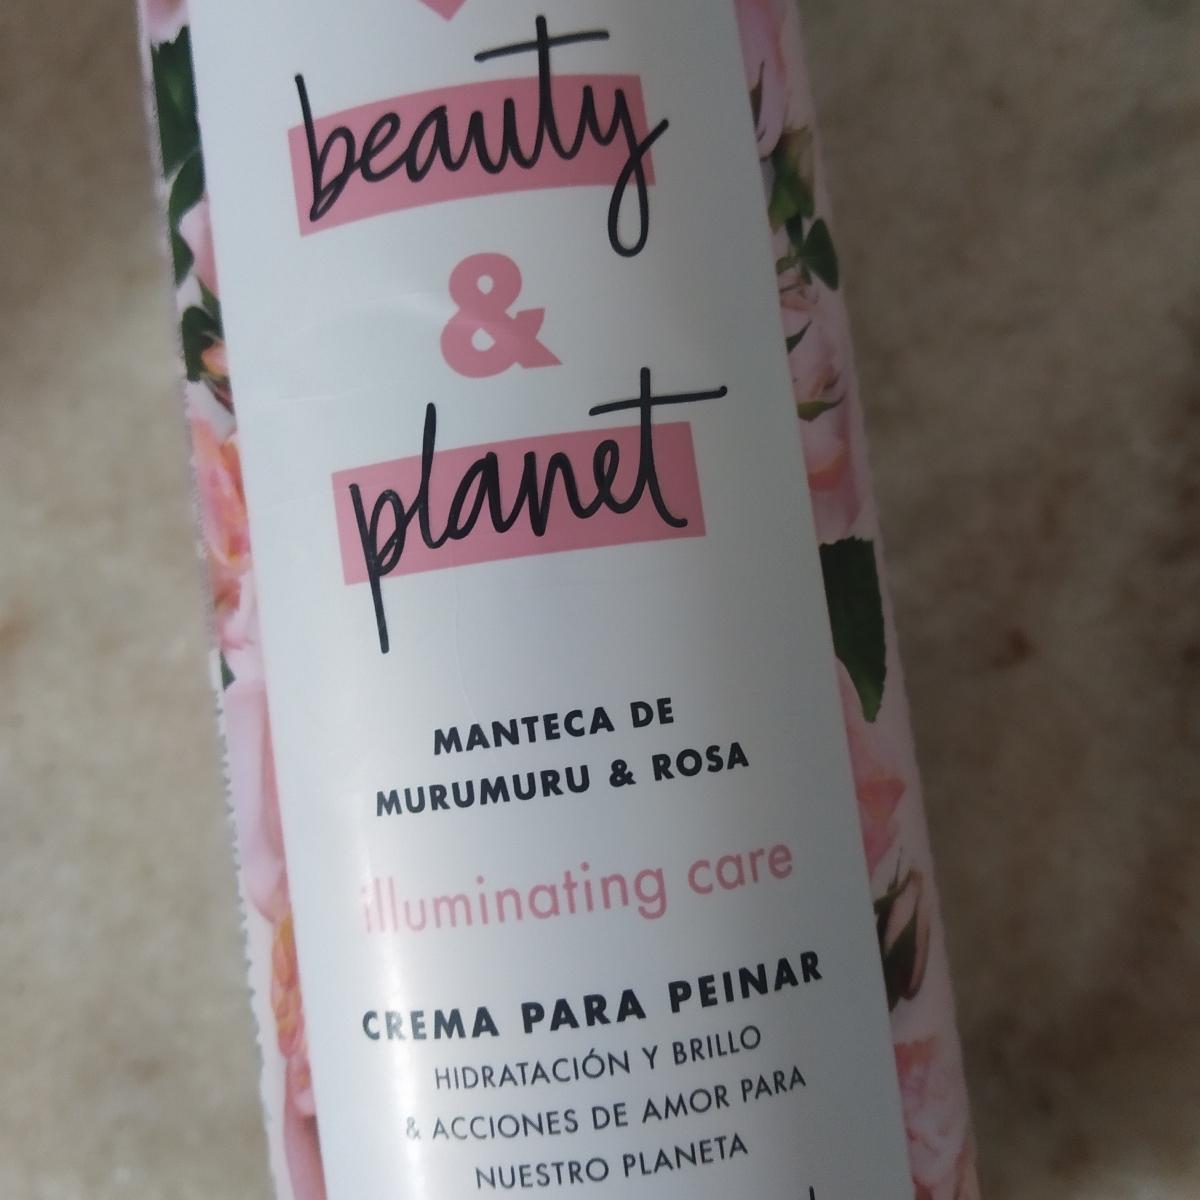 beauty
&
planet
MANTECA DE
MURUMURU & ROSA
illuminating care
CREMA PARA PEINAR
HIDRATACIÓN Y BRILLO
& ACCIONES DE AMOR PARA
NUESTRO PLANETA